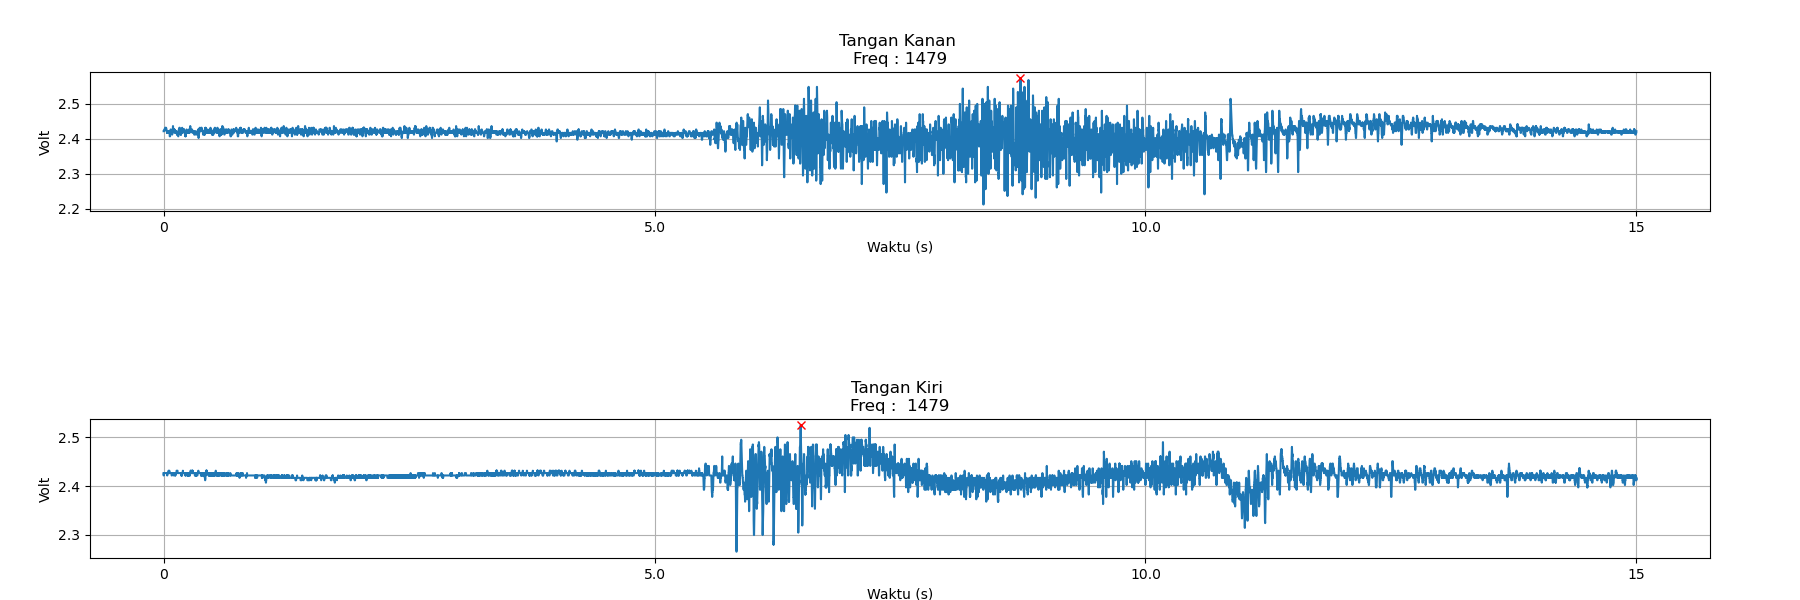 Tangan Kanan
Freq : 1479
2.5
2.4
2.3
2.2
Volt
0 5.0 10.0 15
Waktu (s)
Tangan Kiri
Freq :  1479
2.5
2.4
2.3
Volt
0 5.0 10.0 15
Waktu (s)